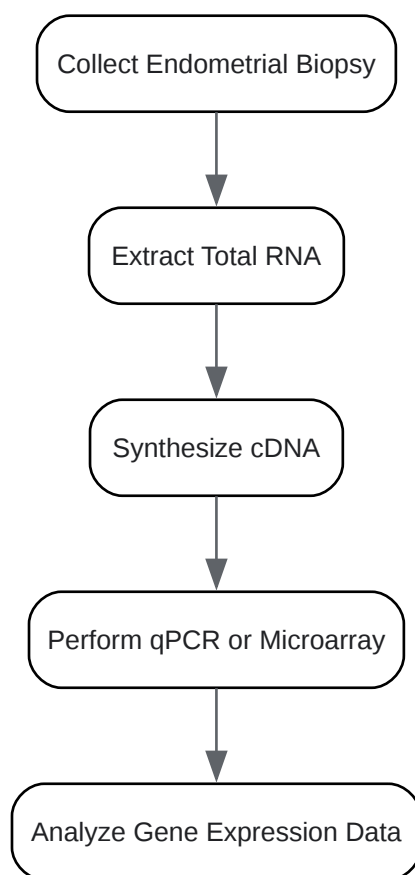 Collect Endometrial Biopsy
Extract Total RNA
Synthesize cDNA
Perform qPCR or Microarray
Analyze Gene Expression Data